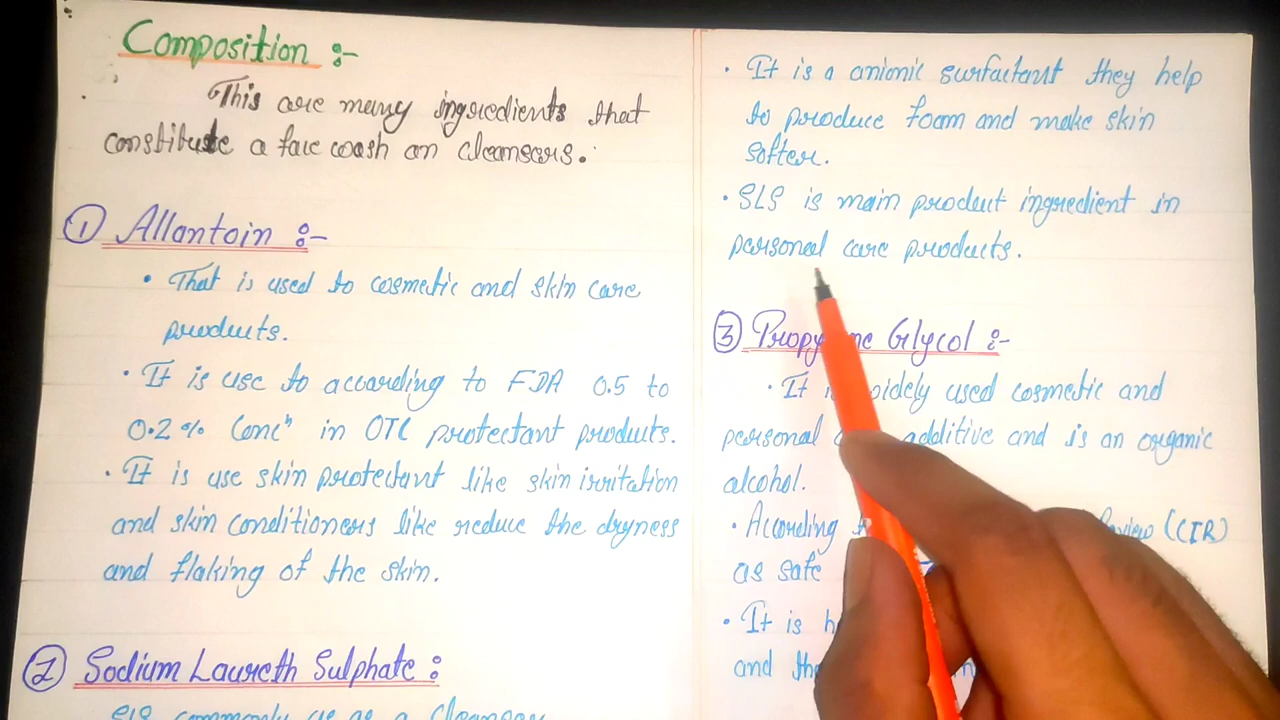 Composition :-
This are many ingredients that
constitute a face wash an cleansers.
① Allantoin :-
• That is used to cosmetic and skin care
products.
• It is use to according to FDA 0.5 to
0.2% Concⁿ in OTC protectant products.
• It is use skin protectant like skin irritation
and skin conditioners like reduce the dryness
and flaking of the skin.
② Sodium Laureth Sulphate :
as a Cleanser
• It is a anionic surfactant they help
to produce foam and make skin
softer.
• SLS is main product ingredient in
personal care products.
③ Glycol :-
• It widely used cosmetic and
personal additive and is an organic
alcohol.
• According (CIR)
as safe
• It is
and